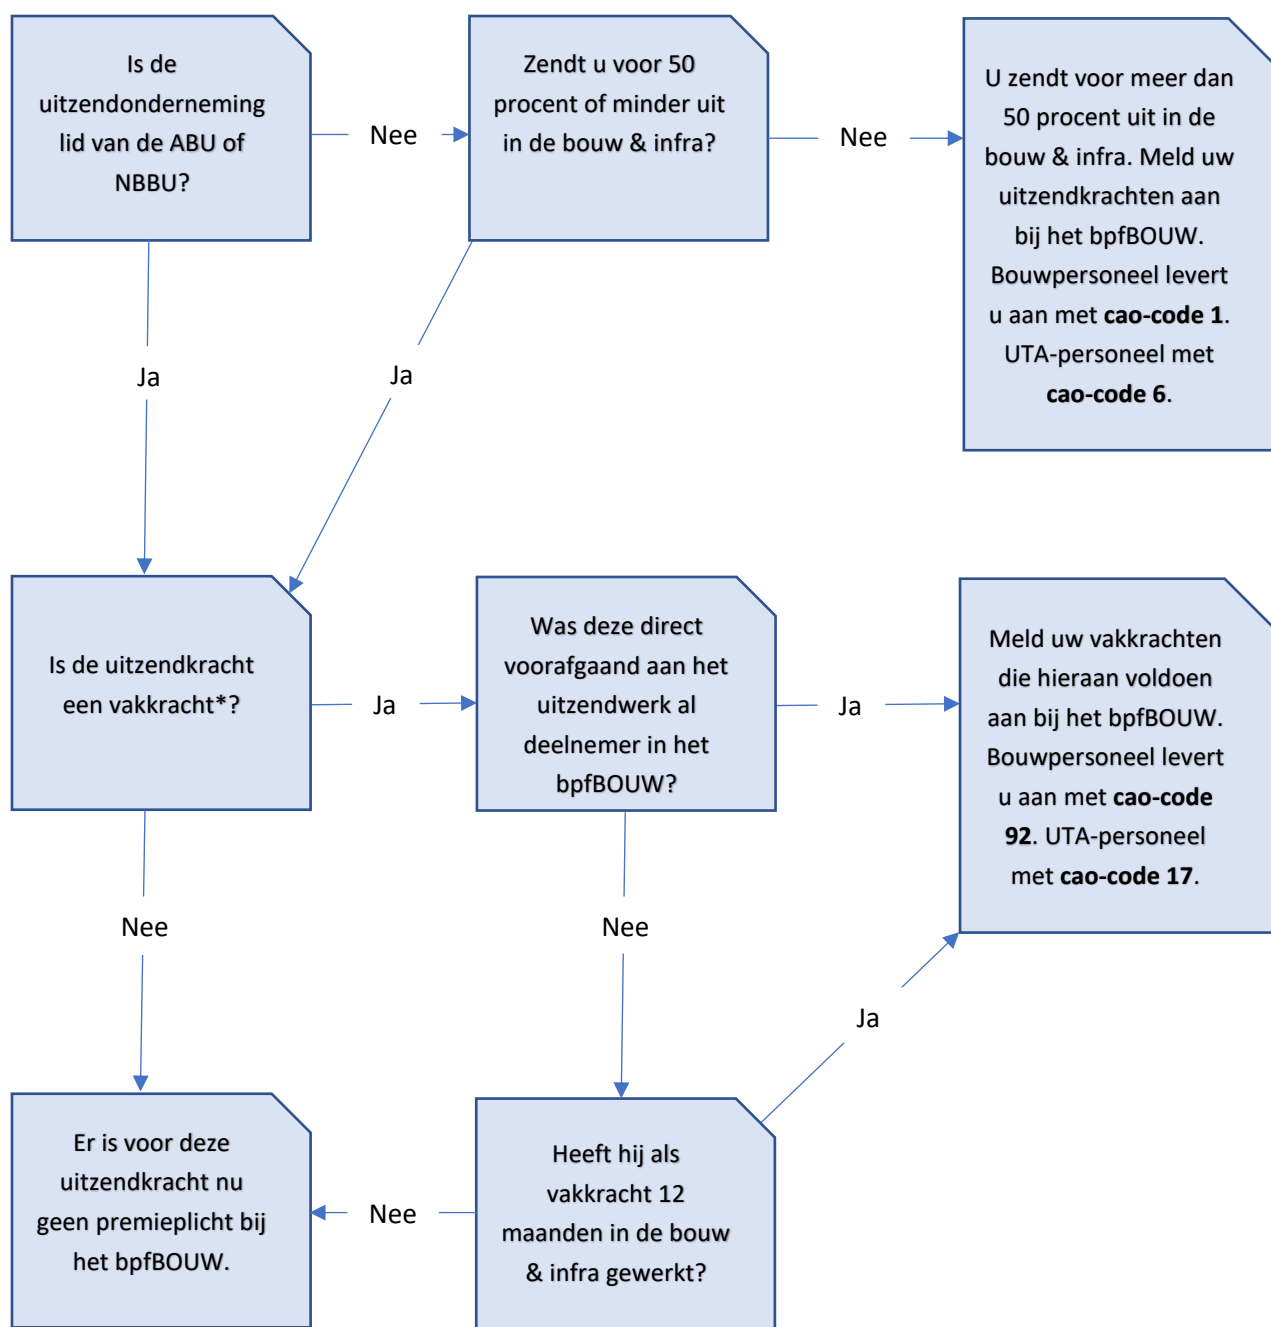 Is de
uitzendonderneming
lid van de ABU of
NBBU?
Nee
Zendt u voor 50
procent of minder uit
in de bouw & infra?
Nee
U zendt voor meer dan
50 procent uit in de
bouw & infra. Meld uw
uitzendkrachten aan
bij het bpfBOUW.
Bouwpersoneel levert
u aan met cao-code 1.
UTA-personeel met
cao-code 6.
Ja
Ja
Is de uitzendkracht
een vakkracht*?
Ja
Was deze direct
voorafgaand aan het
uitzendwerk al
deelnemer in het
bpfBOUW?
Ja
Meld uw vakkrachten
die hieraan voldoen
aan bij het bpfBOUW.
Bouwpersoneel levert
u aan met cao-code
92. UTA-personeel
met cao-code 17.
Nee
Nee
Ja
Er is voor deze
uitzendkracht nu
geen premieplicht bij
het bpfBOUW.
Nee
Heeft hij als
vakkracht 12
maanden in de bouw
& infra gewerkt?